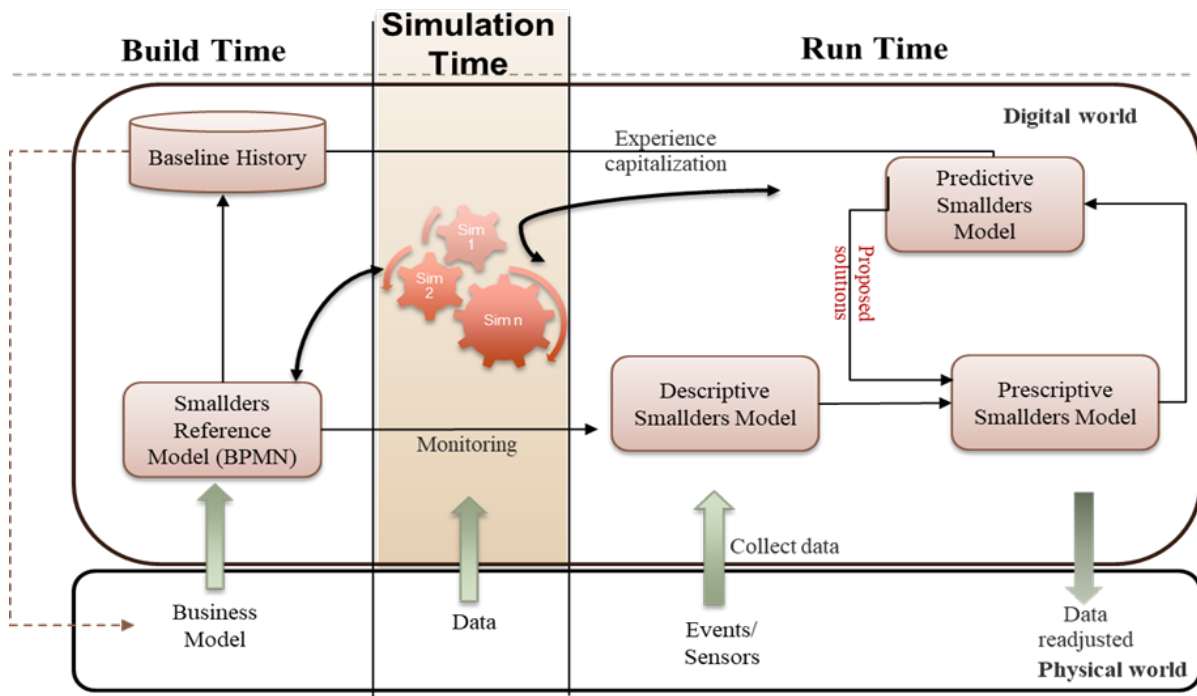 Build Time
Simulation
Time
Run Time
Digital world
Baseline History
Experience
capitalization
Predictive
Smallders
Model
Sim
1
Sim
2
Sim n
Proposed
solutions
Smallders
Reference
Model (BPMN)
Monitoring
Descriptive
Smallders Model
Prescriptive
Smallders Model
Collect data
Business
Model
Data
Events/
Sensors
Data
readjusted
Physical world